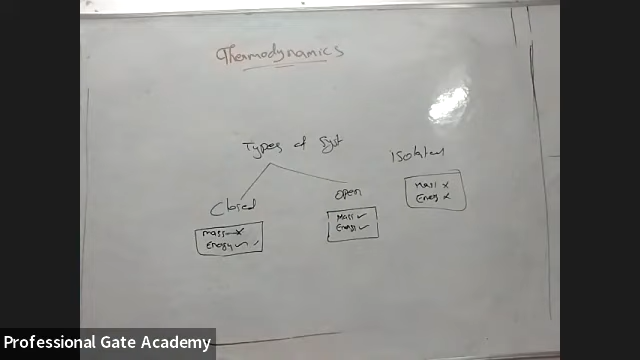 Thermodynamics
Types of Syst
Isolated
Closed
open
Mass ×
Energy ×
Mass ✓
Energy ✓
Mass ×
Energy ✓ ✓
Professional Gate Academy